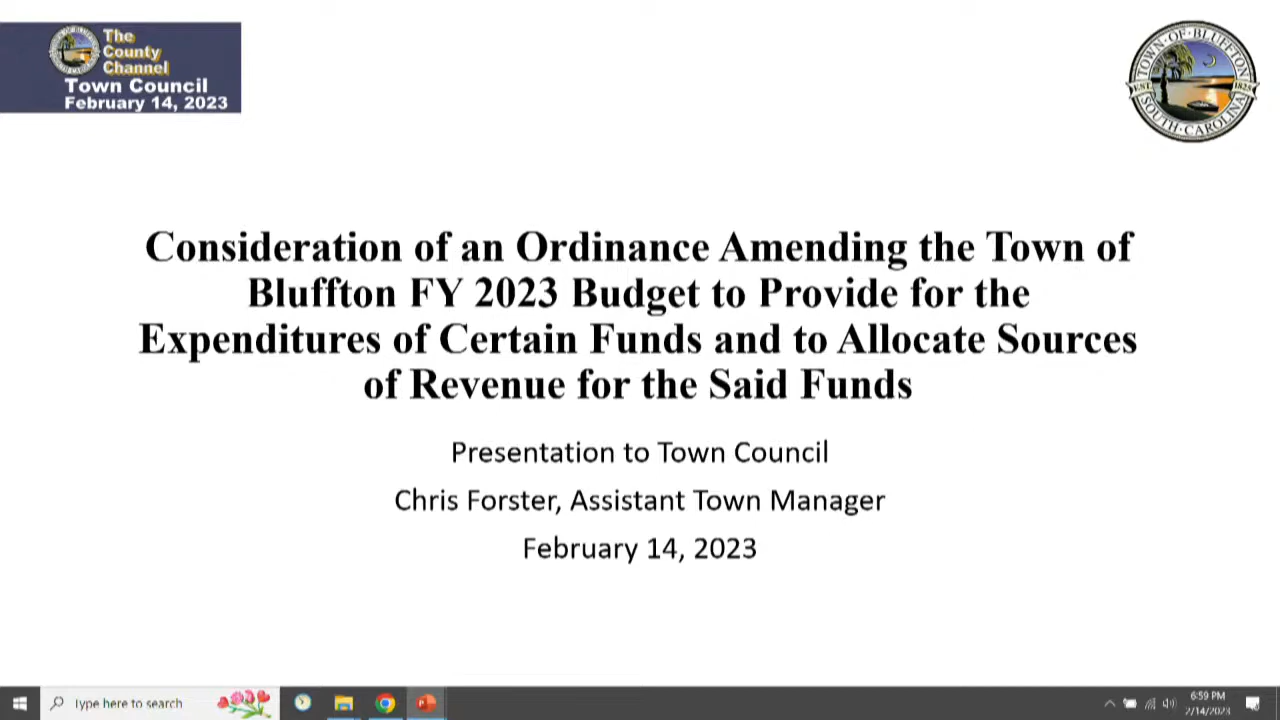 The
County
Channel
Town Council
February 14, 2023
TOWN OF BLUFFTON
EST. 1825
SOUTH CAROLINA
Consideration of an Ordinance Amending the Town of
Bluffton FY 2023 Budget to Provide for the
Expenditures of Certain Funds and to Allocate Sources
of Revenue for the Said Funds
Presentation to Town Council
Chris Forster, Assistant Town Manager
February 14, 2023
Type here to search
6:59 PM
2/14/2023